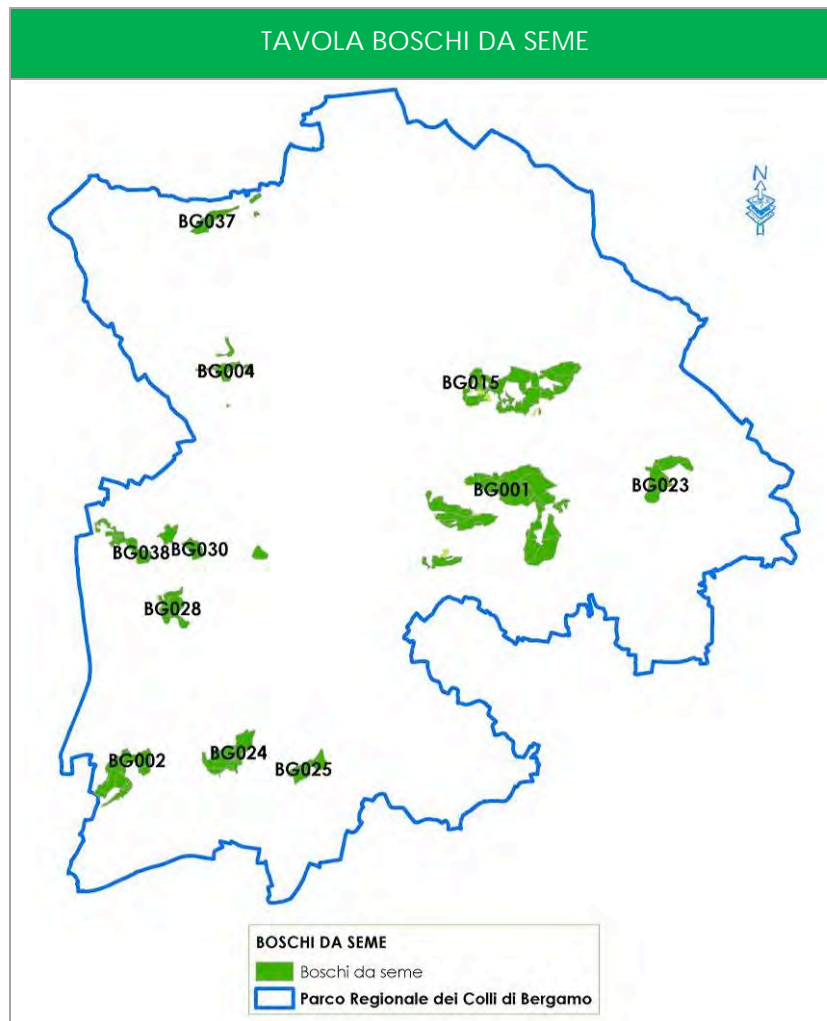 TAVOLA BOSCHI DA SEME
N
BG037
BG004
BG015
BG001
BG023
BG038
BG030
BG028
BG002
BG024
BG025
BOSCHI DA SEME
Boschi da seme
Parco Regionale dei Colli di Bergamo